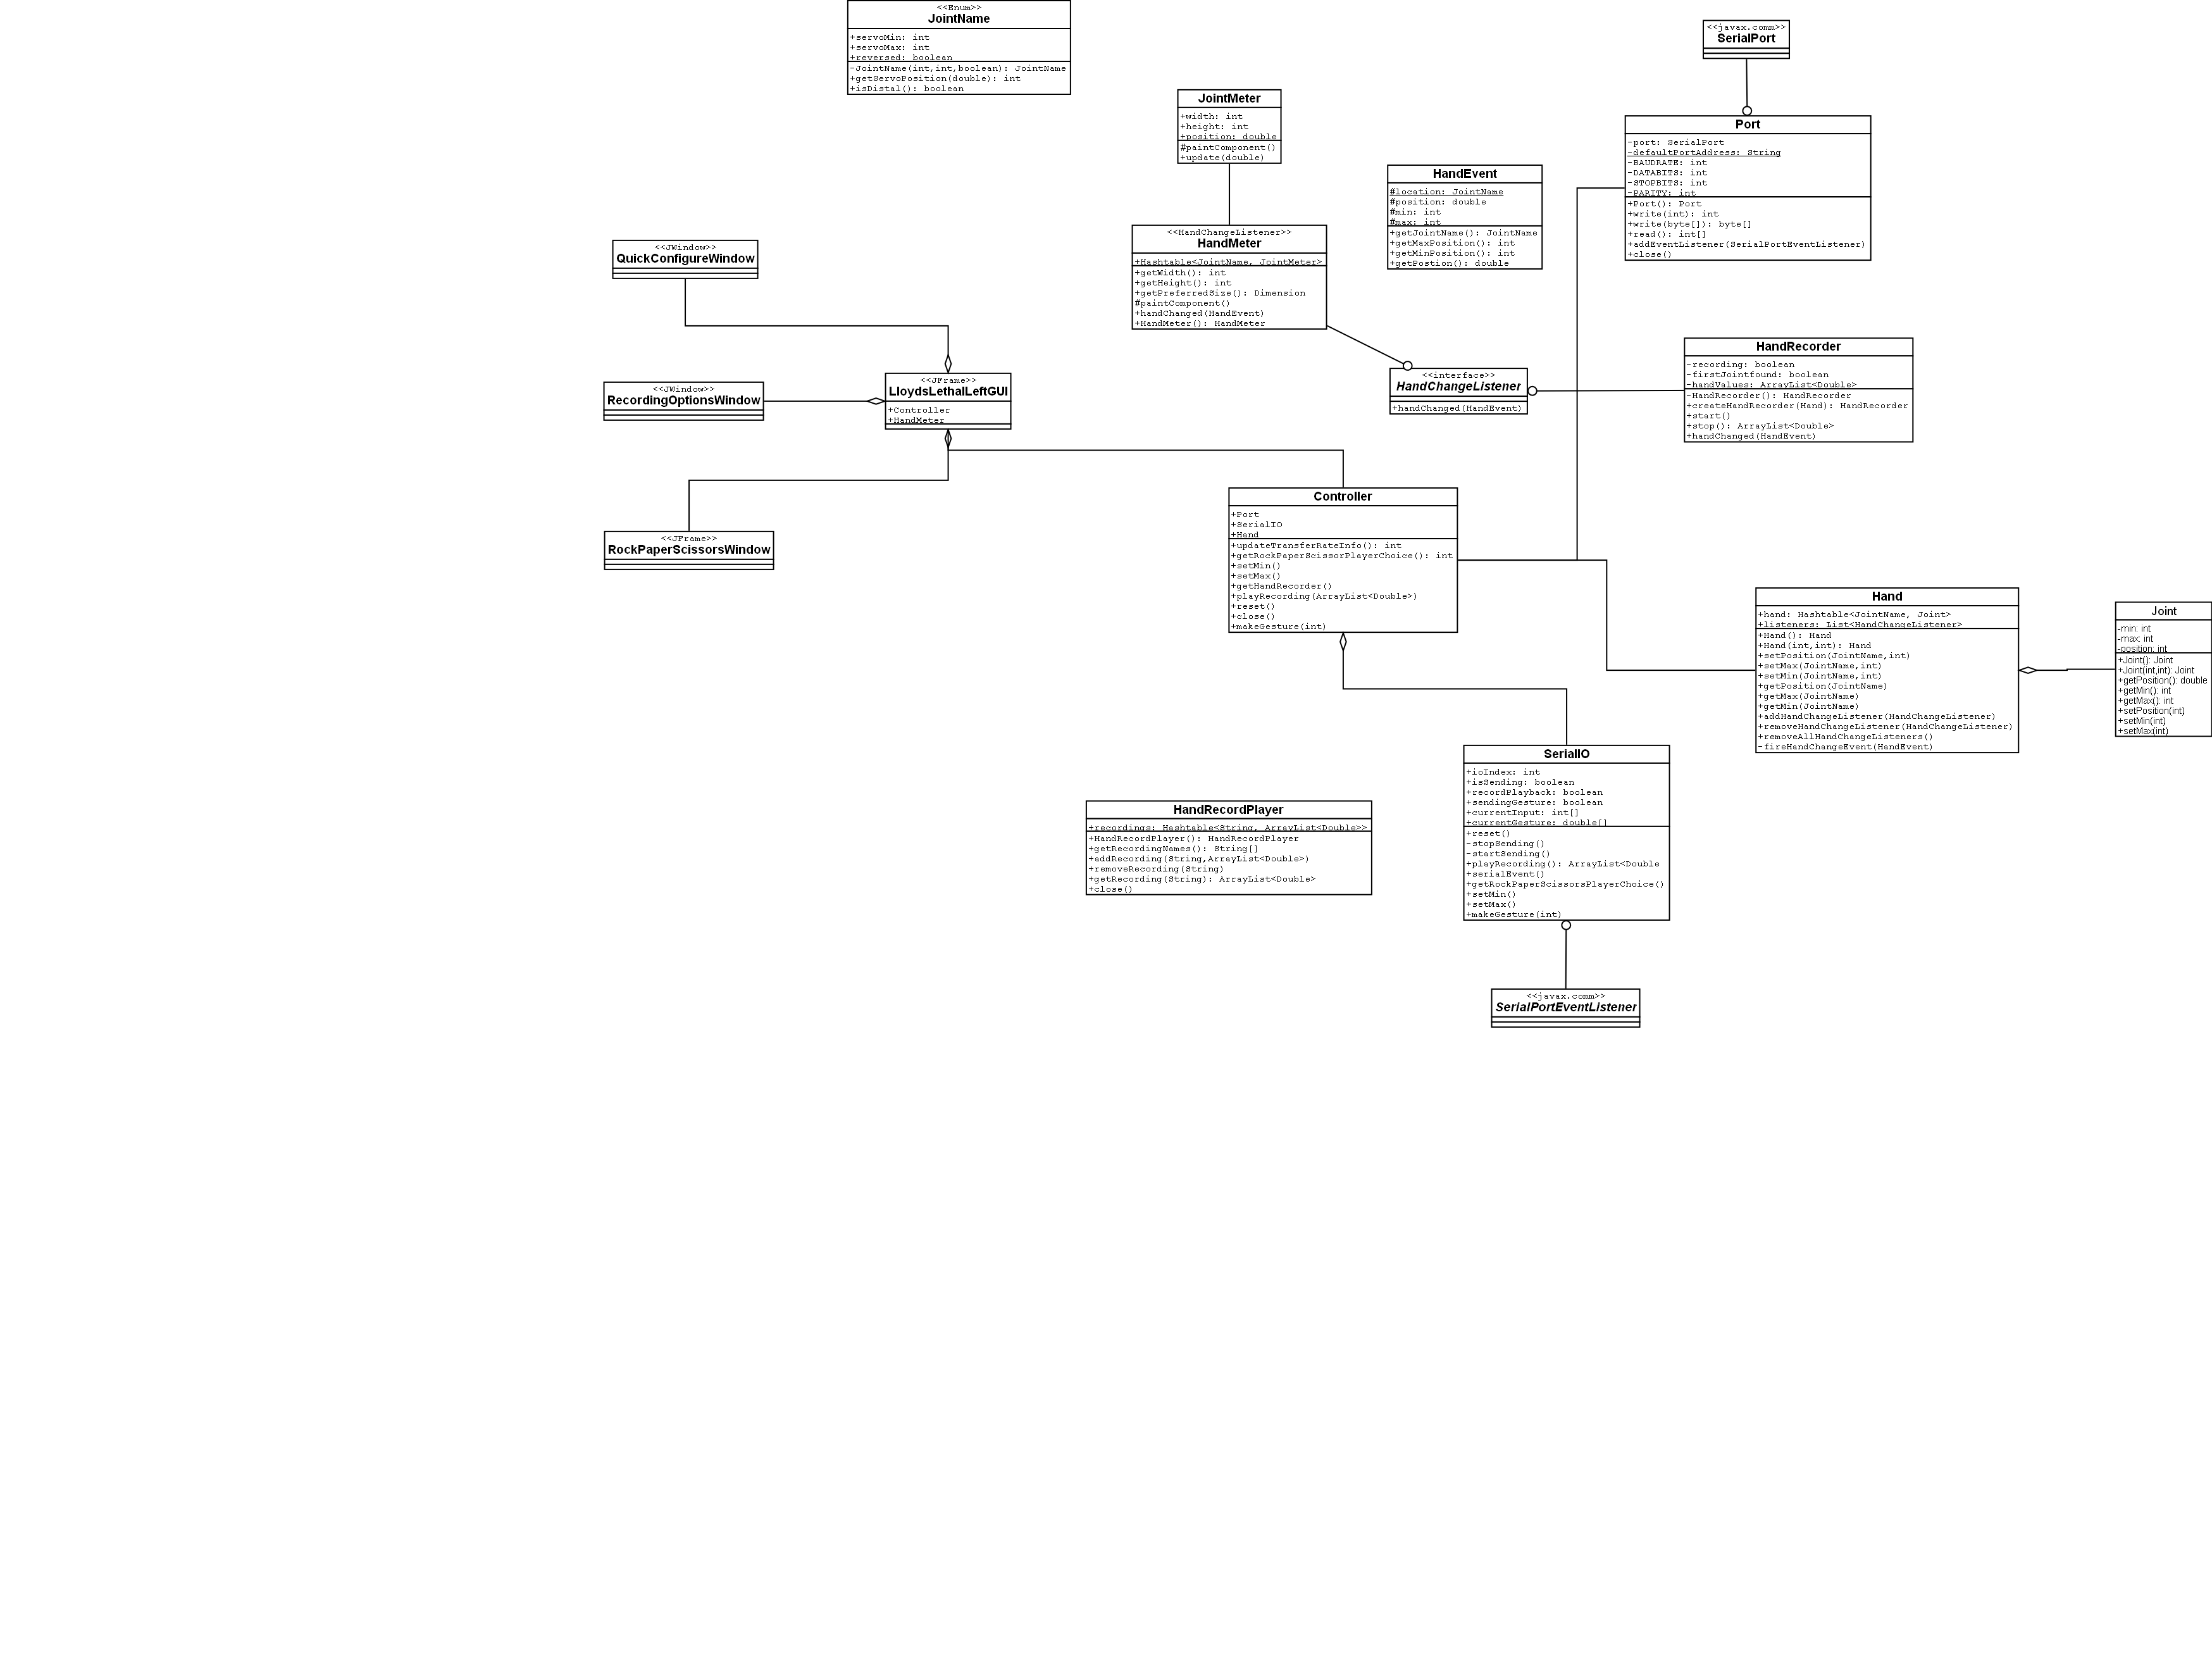 <<Enum>>
JointName
+servoMin: int
+servoMax: int
+reversed: boolean
-JointName(int,int,boolean): JointName
+getServoPosition(double): int
+isDistal(): boolean
<<javax.comm>>
SerialPort
JointMeter
+width: int
+height: int
+position: double
#paintComponent()
+update(double)
Port
-port: SerialPort
-defaultPortAddress: String
-BAUDRATE: int
-DATABITS: int
-STOPBITS: int
-PARITY: int
+Port(): Port
+write(int): int
+write(byte[]): byte[]
+read(): int[]
+addEventListener(SerialPortEventListener)
+close()
HandEvent
#location: JointName
#position: double
#min: int
#max: int
+getJointName(): JointName
+getMaxPosition(): int
+getMinPosition(): int
+getPostion(): double
<<HandChangeListener>>
HandMeter
+Hashtable<JointName, JointMeter>
+getWidth(): int
+getHeight(): int
+getPreferredSize(): Dimension
#paintComponent()
+handChanged(HandEvent)
+HandMeter(): HandMeter
<<JWindow>>
QuickConfigureWindow
<<JWindow>>
RecordingOptionsWindow
<<JFrame>>
LloydsLethalLeftGUI
+Controller
+HandMeter
<<interface>>
HandChangeListener
+handChanged(HandEvent)
HandRecorder
-recording: boolean
-firstJointfound: boolean
-handValues: ArrayList<Double>
-HandRecorder(): HandRecorder
+createHandRecorder(Hand): HandRecorder
+start()
+stop(): ArrayList<Double>
+handChanged(HandEvent)
<<JFrame>>
RockPaperScissorsWindow
Controller
+Port
+SerialIO
+Hand
+updateTransferRateInfo(): int
+getRockPaperScissorPlayerChoice(): int
+setMin()
+setMax()
+getHandRecorder()
+playRecording(ArrayList<Double>)
+reset()
+close()
+makeGesture(int)
Hand
+hand: Hashtable<JointName, Joint>
+listeners: List<HandChangeListener>
+Hand(): Hand
+Hand(int,int): Hand
+setPosition(JointName,int)
+setMax(JointName,int)
+setMin(JointName,int)
+getPosition(JointName)
+getMax(JointName)
+getMin(JointName)
+addHandChangeListener(HandChangeListener)
+removeHandChangeListener(HandChangeListener)
+removeAllHandChangeListeners()
-fireHandChangeEvent(HandEvent)
Joint
-min: int
-max: int
-position: int
+Joint(): Joint
+Joint(int,int): Joint
+getPosition(): double
+getMin(): int
+getMax(): int
+setPosition(int)
+setMin(int)
+setMax(int)
SerialIO
+ioIndex: int
+isSending: boolean
+recordPlayback: boolean
+sendingGesture: boolean
+currentInput: int[]
+currentGesture: double[]
+reset()
-stopSending()
-startSending()
+playRecording(): ArrayList<Double
+serialEvent()
+getRockPaperScissorsPlayerChoice()
+setMin()
+setMax()
+makeGesture(int)
HandRecordPlayer
+recordings: Hashtable<String, ArrayList<Double>>
+HandRecordPlayer(): HandRecordPlayer
+getRecordingNames(): String[]
+addRecording(String,ArrayList<Double>)
+removeRecording(String)
+getRecording(String): ArrayList<Double>
+close()
<<javax.comm>>
SerialPortEventListener